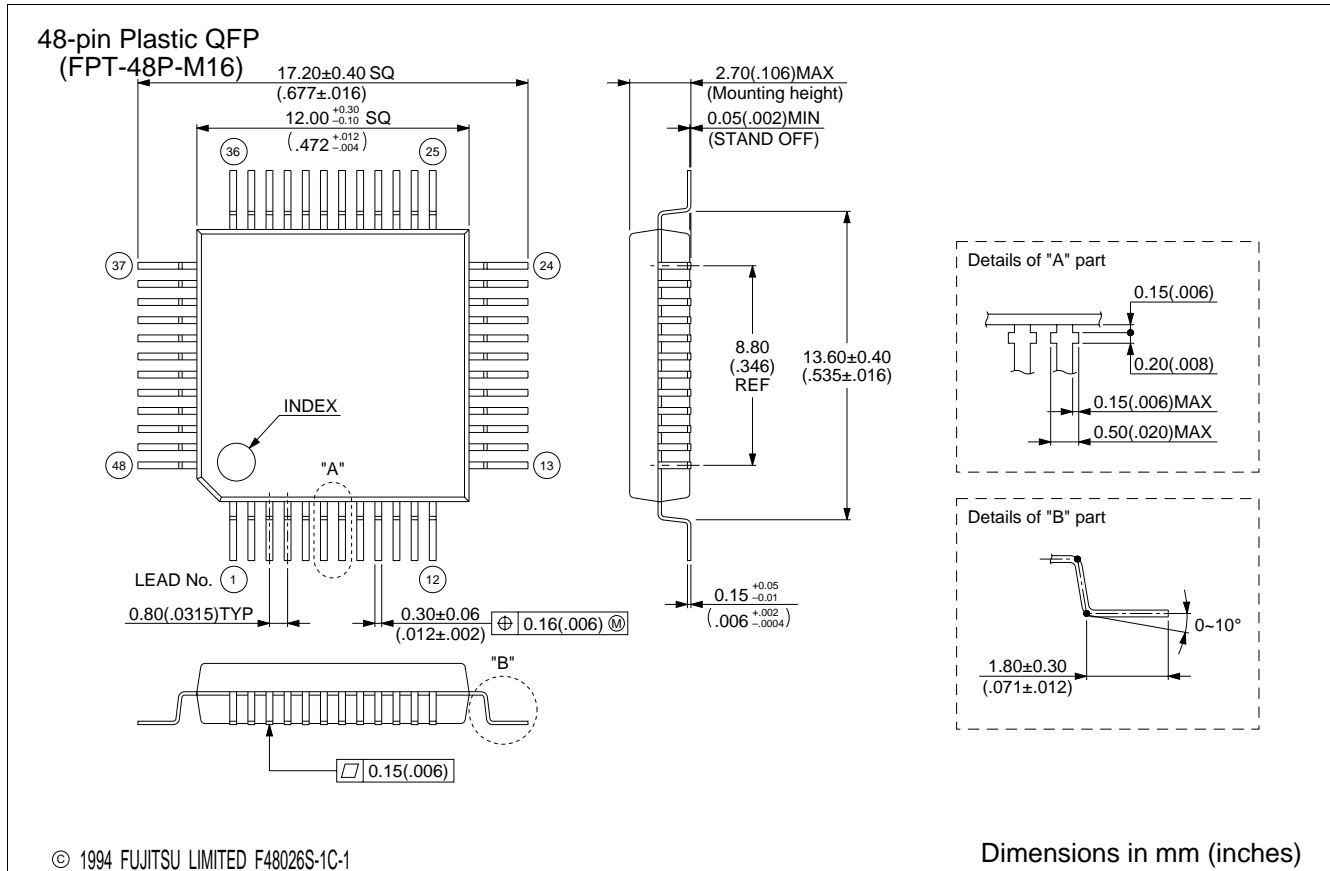 48-pin Plastic QFP
(FPT-48P-M16)
17.20±0.40 SQ
(.677±.016)
12.00 +0.30 −0.10 SQ
(.472 +.012 −.004)
36
25
37
24
48
13
INDEX
"A"
LEAD No.
1
12
0.80(.0315)TYP
0.30±0.06
(.012±.002)
⌖ 0.16(.006) Ⓜ
2.70(.106)MAX
(Mounting height)
0.05(.002)MIN
(STAND OFF)
8.80
(.346)
REF
13.60±0.40
(.535±.016)
0.15 +0.05 −0.01
(.006 +.002 −.0004)
"B"
⏥ 0.15(.006)
Details of "A" part
0.15(.006)
0.20(.008)
0.15(.006)MAX
0.50(.020)MAX
Details of "B" part
0~10°
1.80±0.30
(.071±.012)
© 1994 FUJITSU LIMITED F48026S-1C-1
Dimensions in mm (inches)